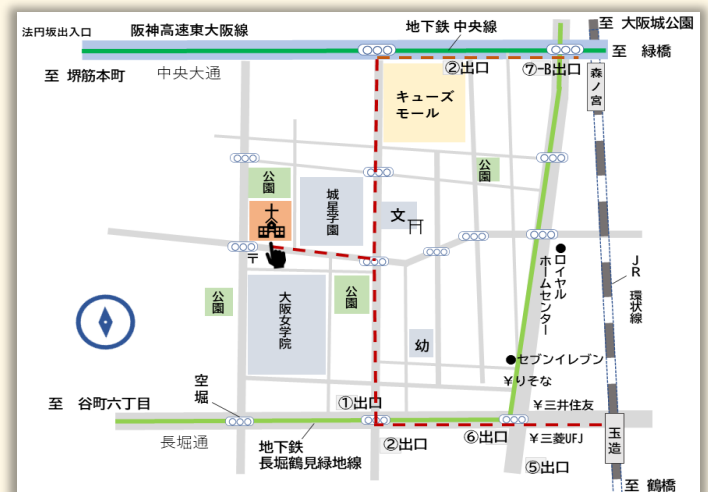 至 大阪城公園
法円坂出入口
阪神高速東大阪線
地下鉄 中央線
至 緑橋
至 堺筋本町
中央大通
②出口
⑦-B出口
森ノ宮
キューズ
モール
公園
公園
城星学園
文
〒
ロイヤル
ホームセンター
JR 環状線
公園
大阪女学院
公園
幼
セブンイレブン
¥りそな
空堀
①出口
至 谷町六丁目
¥三井住友
長堀通
地下鉄
長堀鶴見緑地線
②出口
⑥出口
¥三菱UFJ
玉造
⑤出口
至 鶴橋